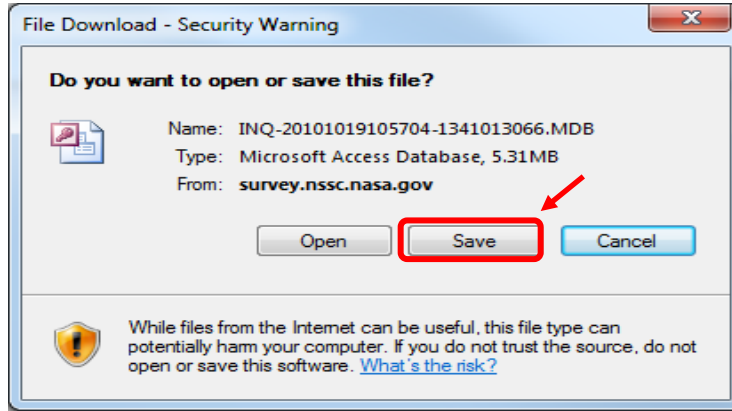 File Download - Security Warning
Do you want to open or save this file?
Name: INQ-20101019105704-1341013066.MDB
Type: Microsoft Access Database, 5.31MB
From: survey.nssc.nasa.gov
Open Save Cancel
While files from the Internet can be useful, this file type can
potentially harm your computer. If you do not trust the source, do not
open or save this software. What's the risk?